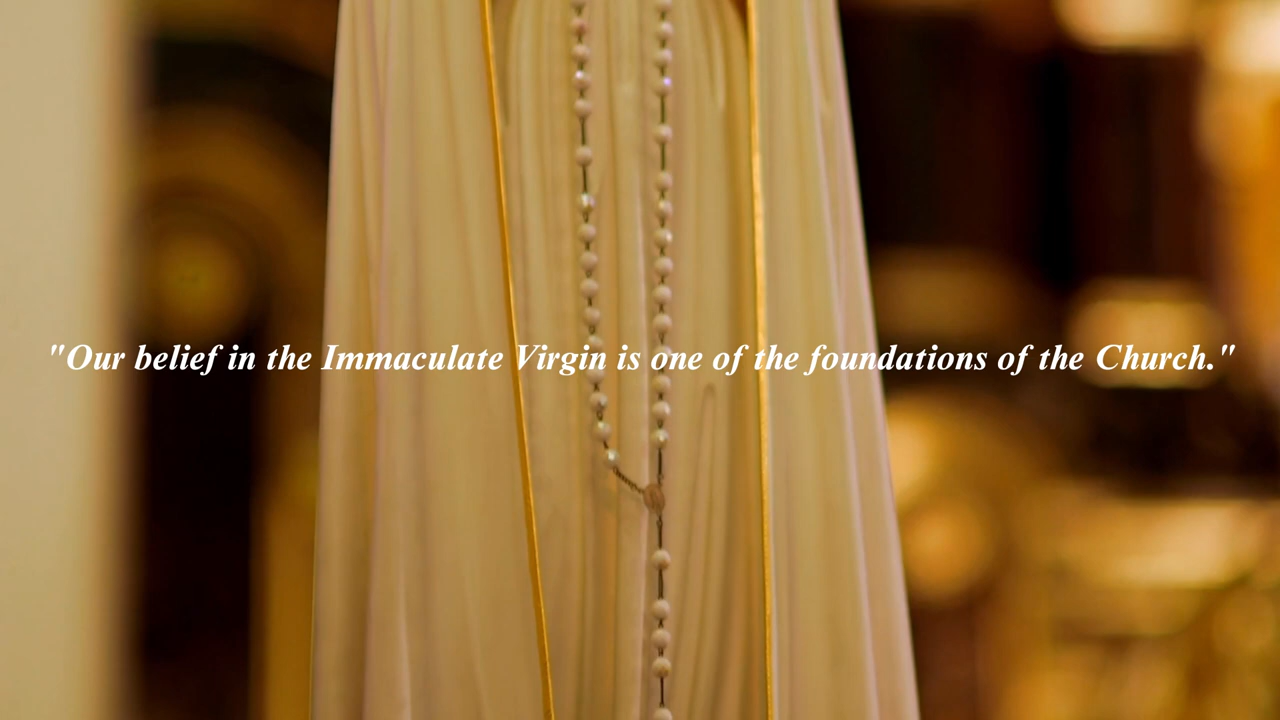 "Our belief in the Immaculate Virgin is one of the foundations of the Church."